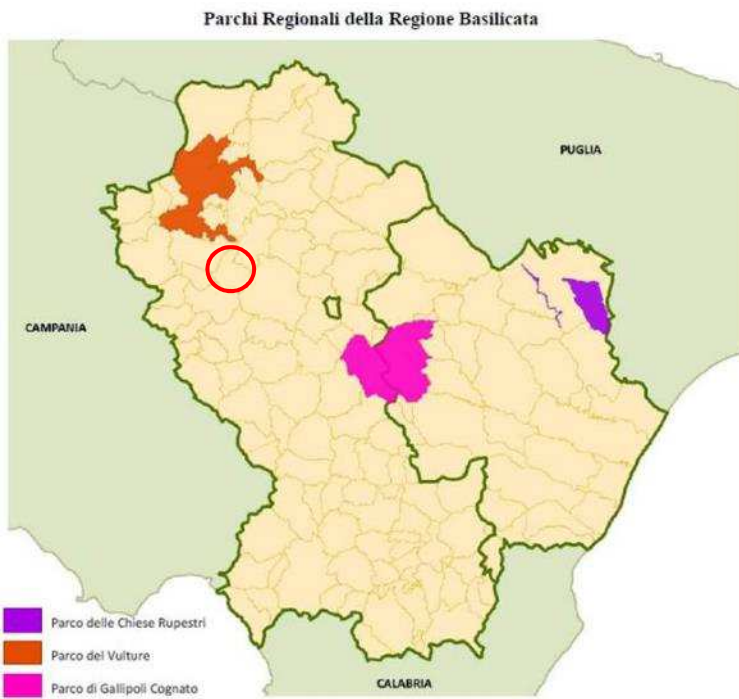 Parchi Regionali della Regione Basilicata
PUGLIA
CAMPANIA
Parco delle Chiese Rupestri
Parco del Vulture
Parco di Gallipoli Cognato
CALABRIA